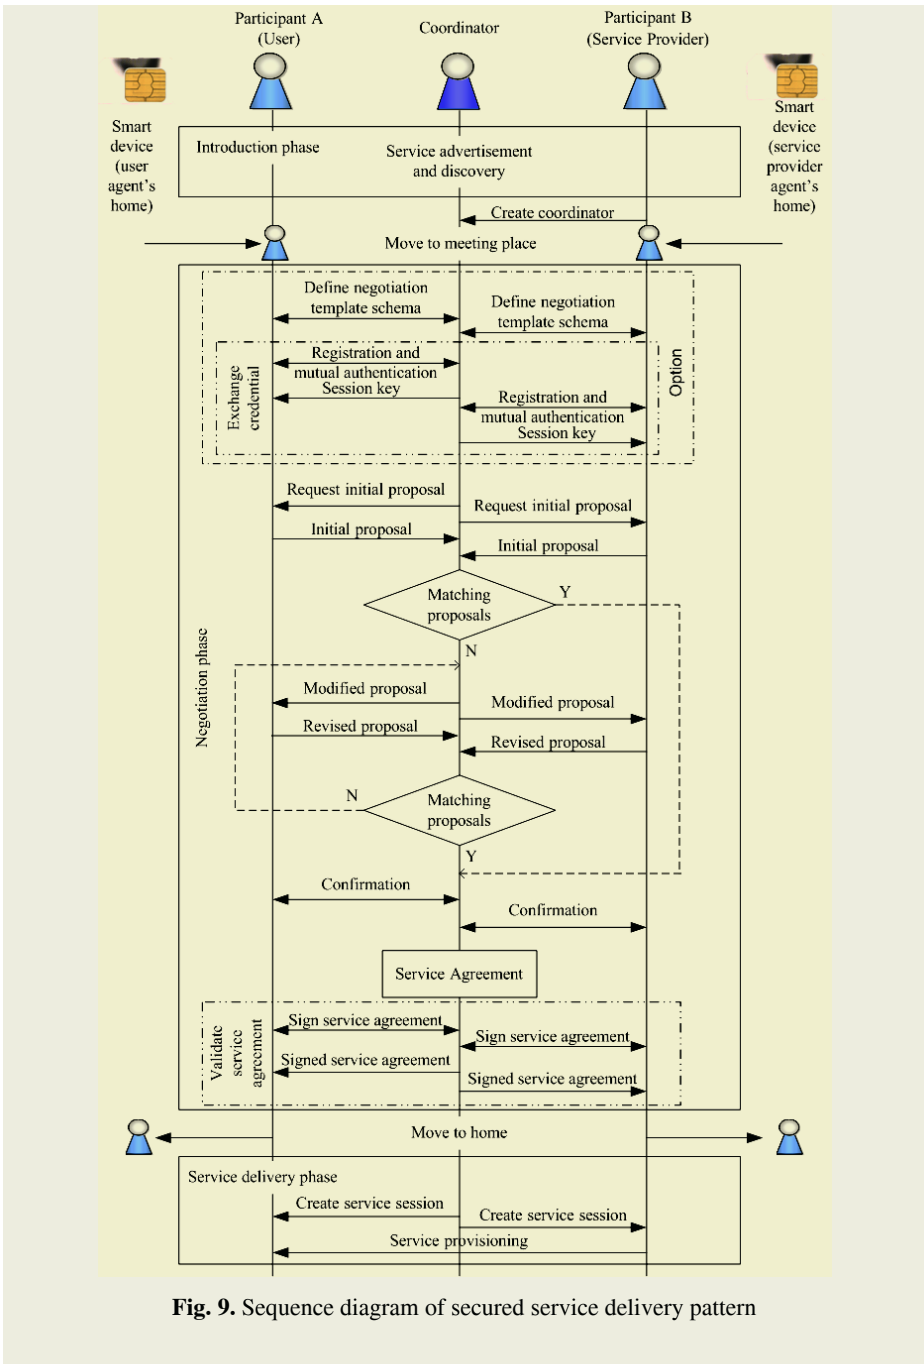 Participant A
(User)
Coordinator
Participant B
(Service Provider)
Smart
device
(user
agent's
home)
Smart
device
(service
provider
agent's
home)
Introduction phase
Service advertisement
and discovery
Create coordinator
Move to meeting place
Define negotiation
template schema
Define negotiation
template schema
Option
Exchange
credential
Registration and
mutual authentication
Session key
Registration and
mutual authentication
Session key
Request initial proposal
Request initial proposal
Initial proposal
Initial proposal
Matching
proposals
Y
N
Negotiation phase
Modified proposal
Modified proposal
Revised proposal
Revised proposal
N
Matching
proposals
Y
Confirmation
Confirmation
Service Agreement
Validate
service
agreement
Sign service agreement
Sign service agreement
Signed service agreement
Signed service agreement
Move to home
Service delivery phase
Create service session
Create service session
Service provisioning
Fig. 9. Sequence diagram of secured service delivery pattern